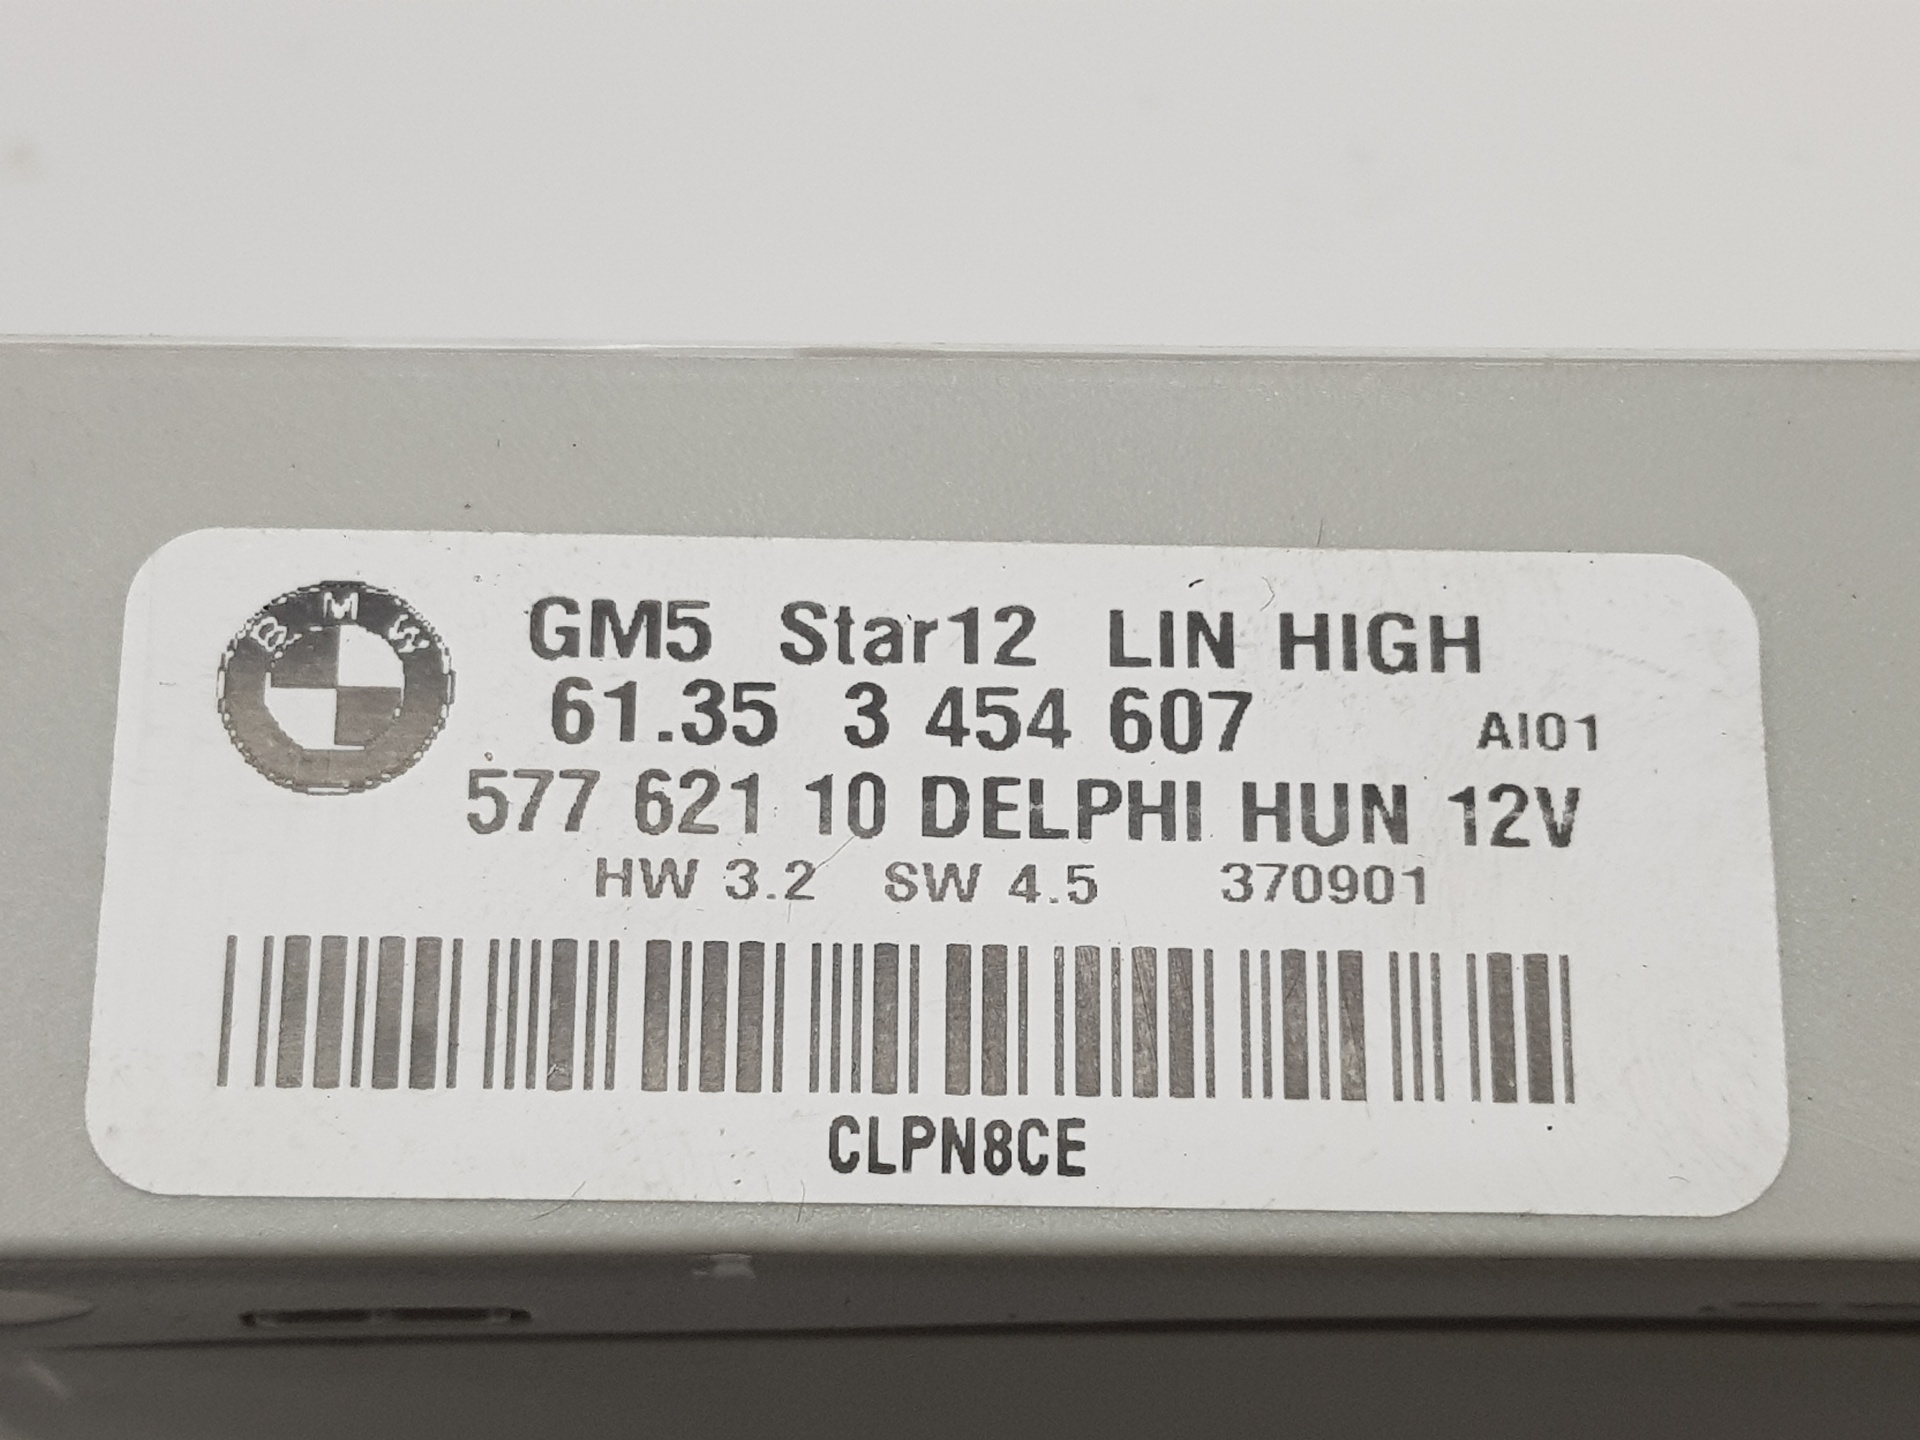 BMW
GM5 Star12 LIN HIGH
61.35 3 454 607 AI01
577 621 10 DELPHI HUN 12V
HW 3.2 SW 4.5 370901
CLPN8CE